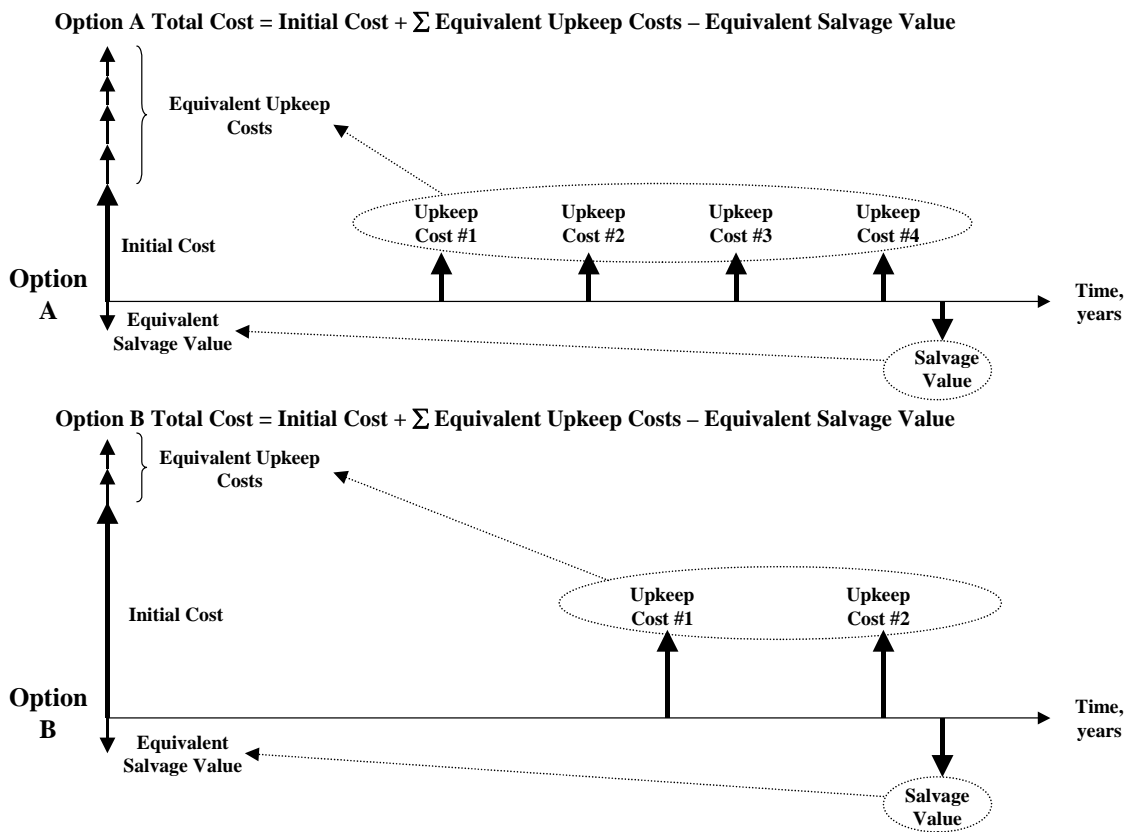 Option A Total Cost = Initial Cost + Σ Equivalent Upkeep Costs – Equivalent Salvage Value
Equivalent Upkeep
Costs
Upkeep
Cost #1
Upkeep
Cost #2
Upkeep
Cost #3
Upkeep
Cost #4
Initial Cost
Option
A
Time,
years
Equivalent
Salvage Value
Salvage
Value
Option B Total Cost = Initial Cost + Σ Equivalent Upkeep Costs – Equivalent Salvage Value
Equivalent Upkeep
Costs
Upkeep
Cost #1
Upkeep
Cost #2
Initial Cost
Option
B
Time,
years
Equivalent
Salvage Value
Salvage
Value